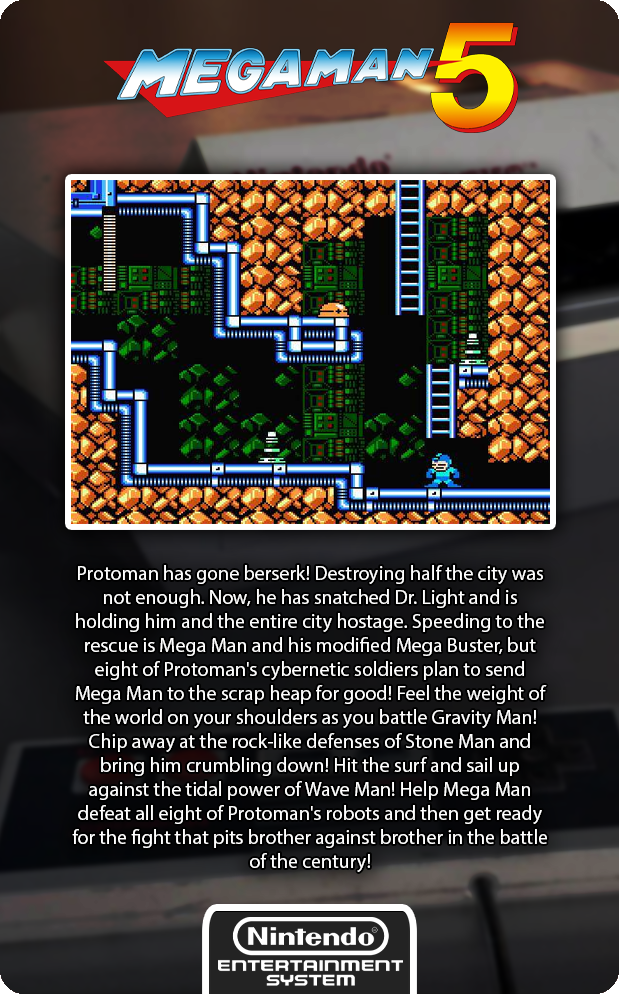 MEGAMAN 5
Nintendo
Protoman has gone berserk! Destroying half the city was
not enough. Now, he has snatched Dr. Light and is
holding him and the entire city hostage. Speeding to the
rescue is Mega Man and his modified Mega Buster, but
eight of Protoman's cybernetic soldiers plan to send
Mega Man to the scrap heap for good! Feel the weight of
the world on your shoulders as you battle Gravity Man!
Chip away at the rock-like defenses of Stone Man and
bring him crumbling down! Hit the surf and sail up
against the tidal power of Wave Man! Help Mega Man
defeat all eight of Protoman's robots and then get ready
for the fight that pits brother against brother in the battle
of the century!
Nintendo®
ENTERTAINMENT
SYSTEM